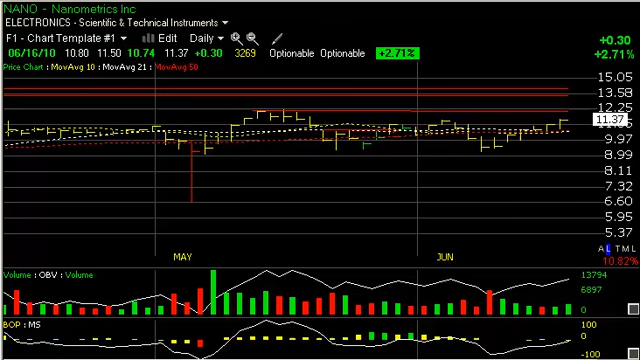 NANO - Nanometrics Inc
ELECTRONICS - Scientific & Technical Instruments
F1 - Chart Template #1 Edit Daily
+0.30
06/16/10 10.80 11.50 10.74 11.37 +0.30 3269 Optionable Optionable +2.71% +2.71%
Price Chart : MovAvg 10 : MovAvg 21 : MovAvg 50
15.05
13.58
12.25
11.37
9.97
8.99
8.11
7.32
6.60
5.95
5.37
A L T M L
MAY JUN 10.82%
Volume : OBV : Volume
13794
6897
0
BOP : MS
100
0
-100